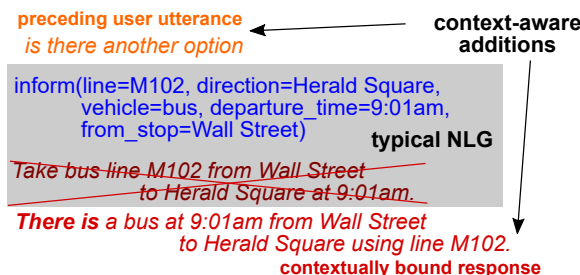 preceding user utterance
is there another option
context-aware
additions
inform(line=M102, direction=Herald Square,
vehicle=bus, departure_time=9:01am,
from_stop=Wall Street)
typical NLG
Take bus line M102 from Wall Street
to Herald Square at 9:01am.
There is a bus at 9:01am from Wall Street
to Herald Square using line M102.
contextually bound response